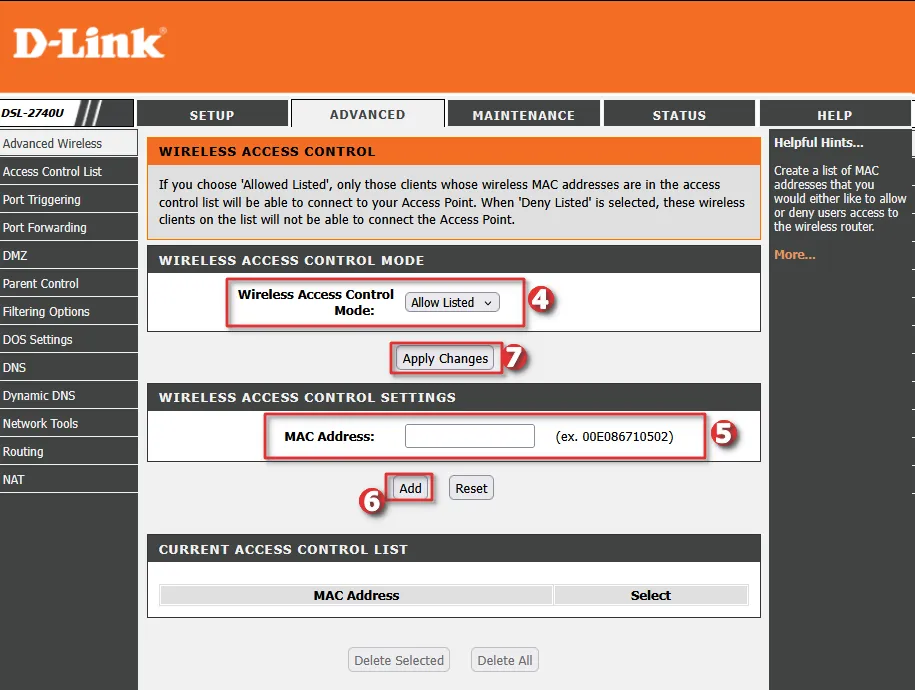 D-Link®
DSL-2740U
SETUP
ADVANCED
MAINTENANCE
STATUS
HELP
Advanced Wireless
Access Control List
Port Triggering
Port Forwarding
DMZ
Parent Control
Filtering Options
DOS Settings
DNS
Dynamic DNS
Network Tools
Routing
NAT
WIRELESS ACCESS CONTROL
If you choose 'Allowed Listed', only those clients whose wireless MAC addresses are in the access
control list will be able to connect to your Access Point. When 'Deny Listed' is selected, these wireless
clients on the list will not be able to connect the Access Point.
WIRELESS ACCESS CONTROL MODE
Wireless Access Control
Mode:
Allow Listed
4
Apply Changes
7
WIRELESS ACCESS CONTROL SETTINGS
MAC Address:
(ex. 00E086710502)
5
Add
6
Reset
CURRENT ACCESS CONTROL LIST
MAC Address
Select
Delete Selected
Delete All
Helpful Hints...
Create a list of MAC
addresses that you
would either like to allow
or deny users access to
the wireless router.
More...